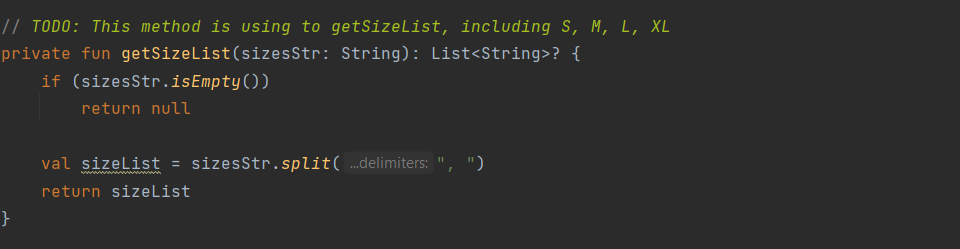 // TODO: This method is using to getSizeList, including S, M, L, XL
private fun getSizeList(sizesStr: String): List<String>? {
    if (sizesStr.isEmpty())
        return null

    val sizeList = sizesStr.split( ...delimiters: ", ")
    return sizeList
}